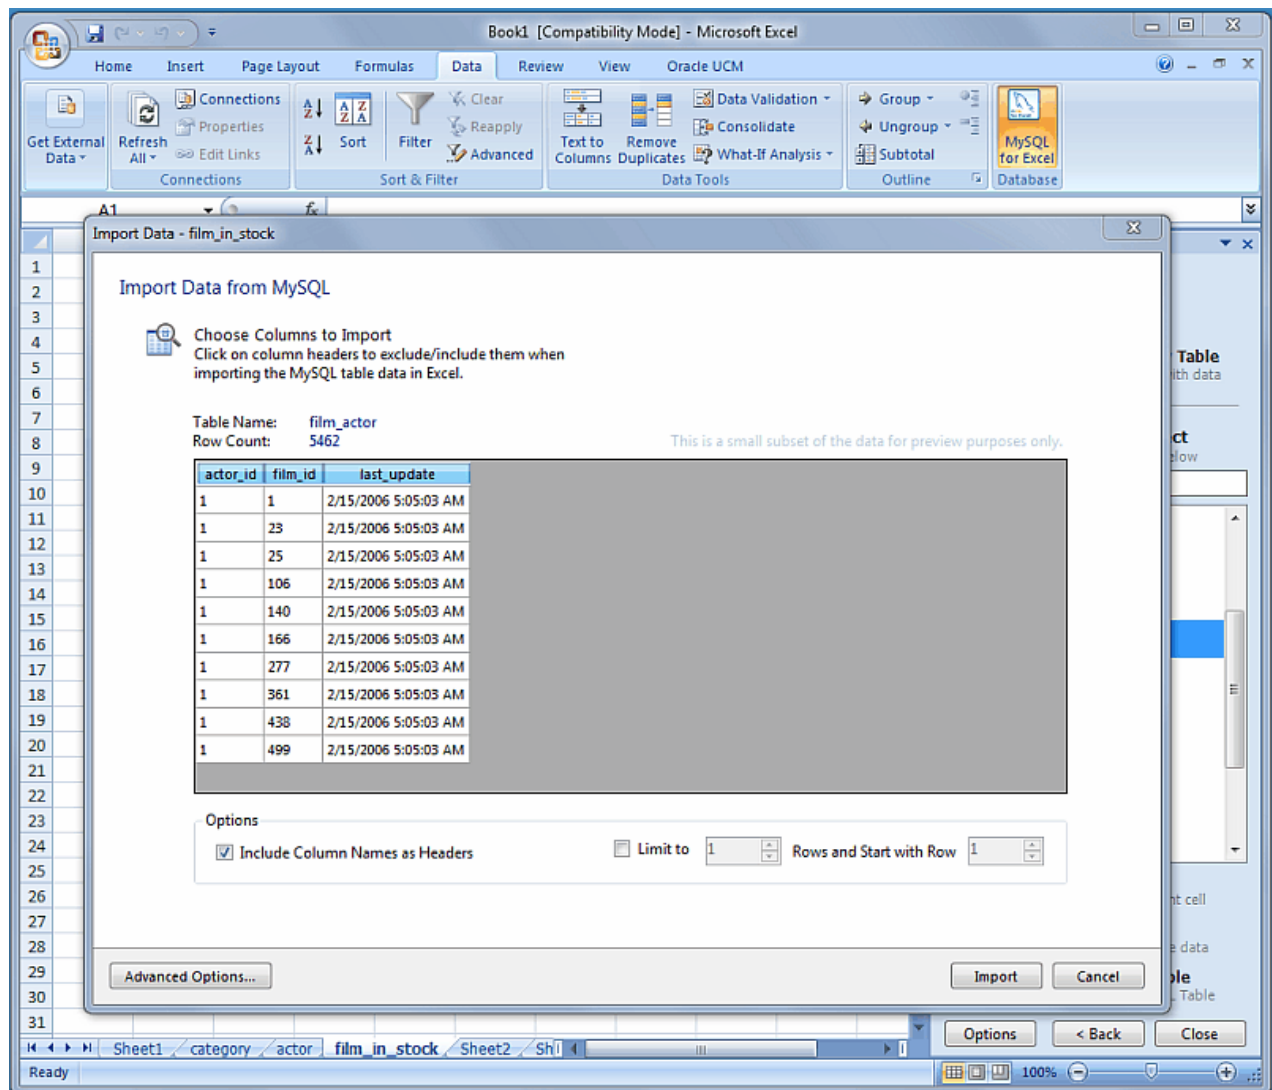 Book1 [Compatibility Mode] - Microsoft Excel
Home Insert Page Layout Formulas Data Review View Oracle UCM
Get External Data
Refresh All
Connections
Properties
Edit Links
Connections
Sort
Filter
Clear
Reapply
Advanced
Sort & Filter
Text to Columns
Remove Duplicates
Data Validation
Consolidate
What-If Analysis
Data Tools
Group
Ungroup
Subtotal
Outline
MySQL for Excel
Database
A1 fx
Import Data - film_in_stock
Import Data from MySQL
Choose Columns to Import
Click on column headers to exclude/include them when
importing the MySQL table data in Excel.
Table Name: film_actor
Row Count: 5462
This is a small subset of the data for preview purposes only.
actor_id film_id last_update
1 1 2/15/2006 5:05:03 AM
1 23 2/15/2006 5:05:03 AM
1 25 2/15/2006 5:05:03 AM
1 106 2/15/2006 5:05:03 AM
1 140 2/15/2006 5:05:03 AM
1 166 2/15/2006 5:05:03 AM
1 277 2/15/2006 5:05:03 AM
1 361 2/15/2006 5:05:03 AM
1 438 2/15/2006 5:05:03 AM
1 499 2/15/2006 5:05:03 AM
Options
Include Column Names as Headers
Limit to 1 Rows and Start with Row 1
Advanced Options... Import Cancel
1
2
3
4
5
6
7
8
9
10
11
12
13
14
15
16
17
18
19
20
21
22
23
24
25
26
27
28
29
30
31
Table
ith data
ct
elow
nt cell
e data
ble
Table
Options < Back Close
Sheet1 category actor film_in_stock Sheet2 Sh
Ready 100%